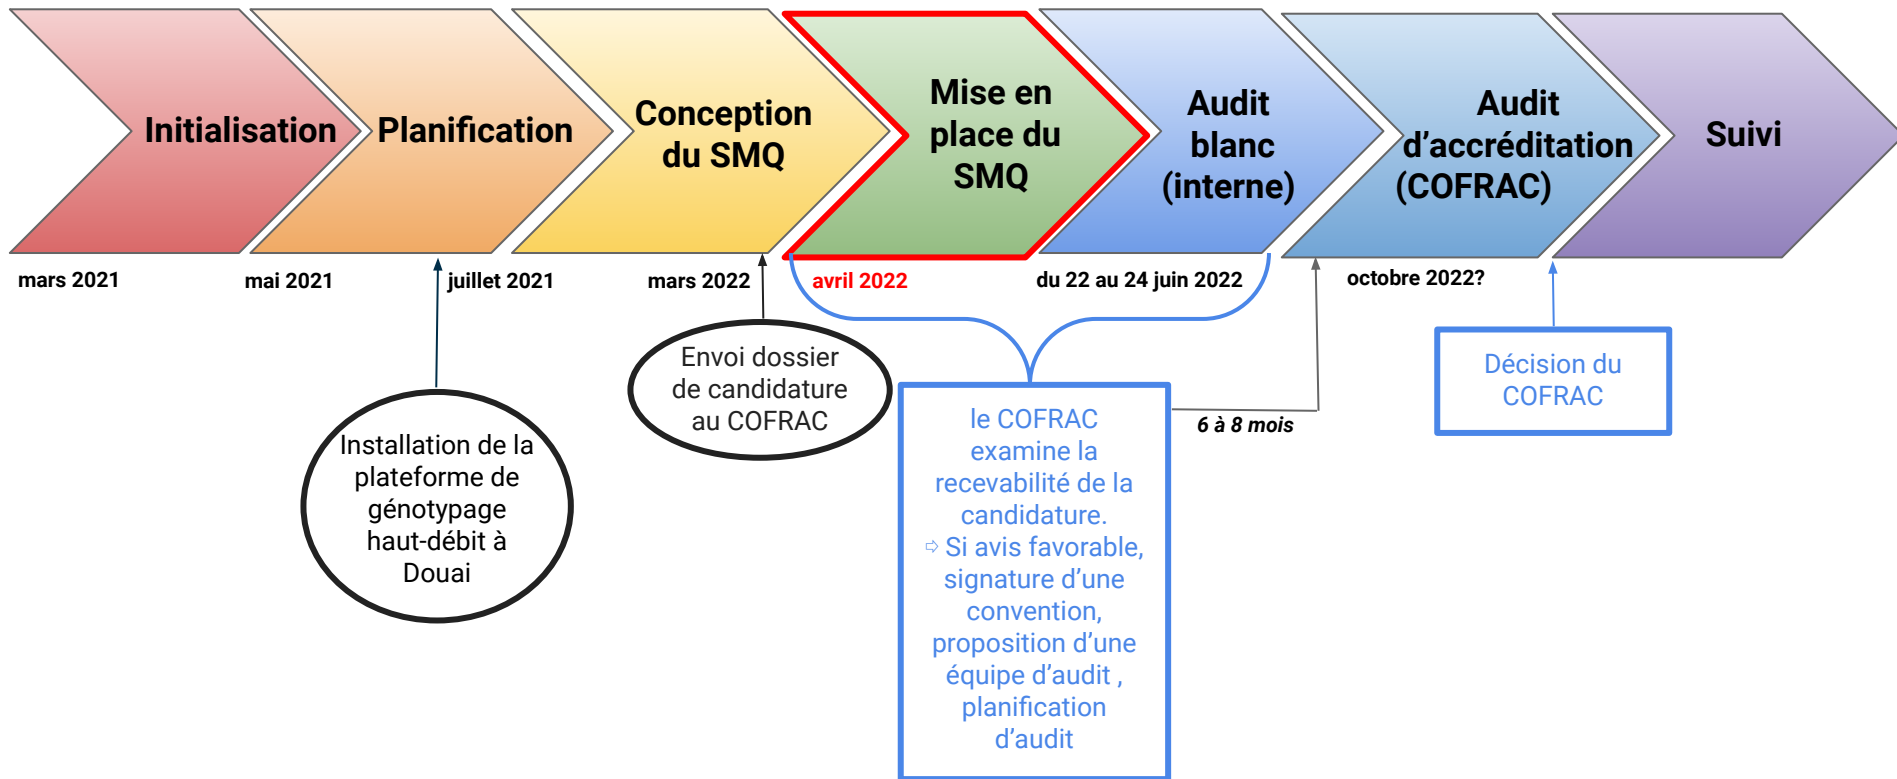 Initialisation
Planification
Conception
du SMQ
Mise en
place du
SMQ
Audit
blanc
(interne)
Audit
d’accréditation
(COFRAC)
Suivi
mars 2021
mai 2021
juillet 2021
mars 2022
avril 2022
du 22 au 24 juin 2022
octobre 2022?
Installation de la
plateforme de
génotypage
haut-débit à
Douai
Envoi dossier
de candidature
au COFRAC
le COFRAC
examine la
recevabilité de la
candidature.
⇨ Si avis favorable,
signature d’une
convention,
proposition d’une
équipe d’audit ,
planification
d’audit
6 à 8 mois
Décision du
COFRAC